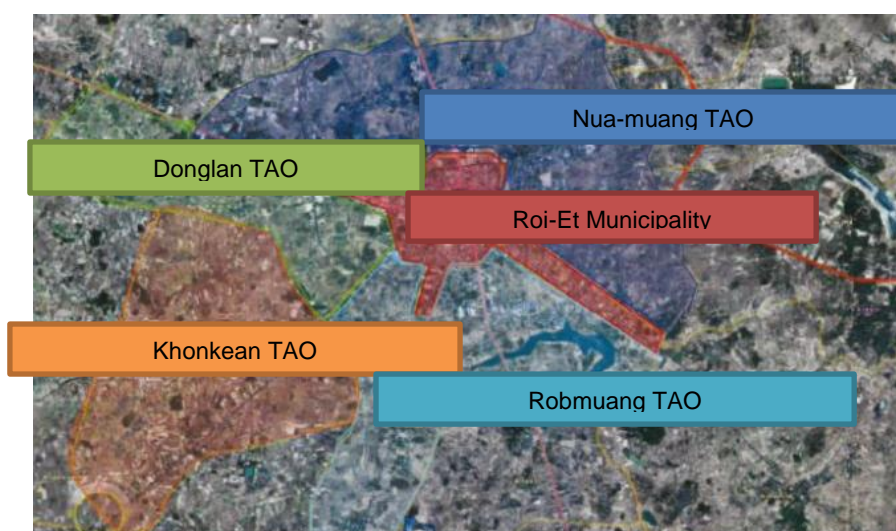 Nua-muang TAO
Donglan TAO
Roi-Et Municipality
Khonkean TAO
Robmuang TAO